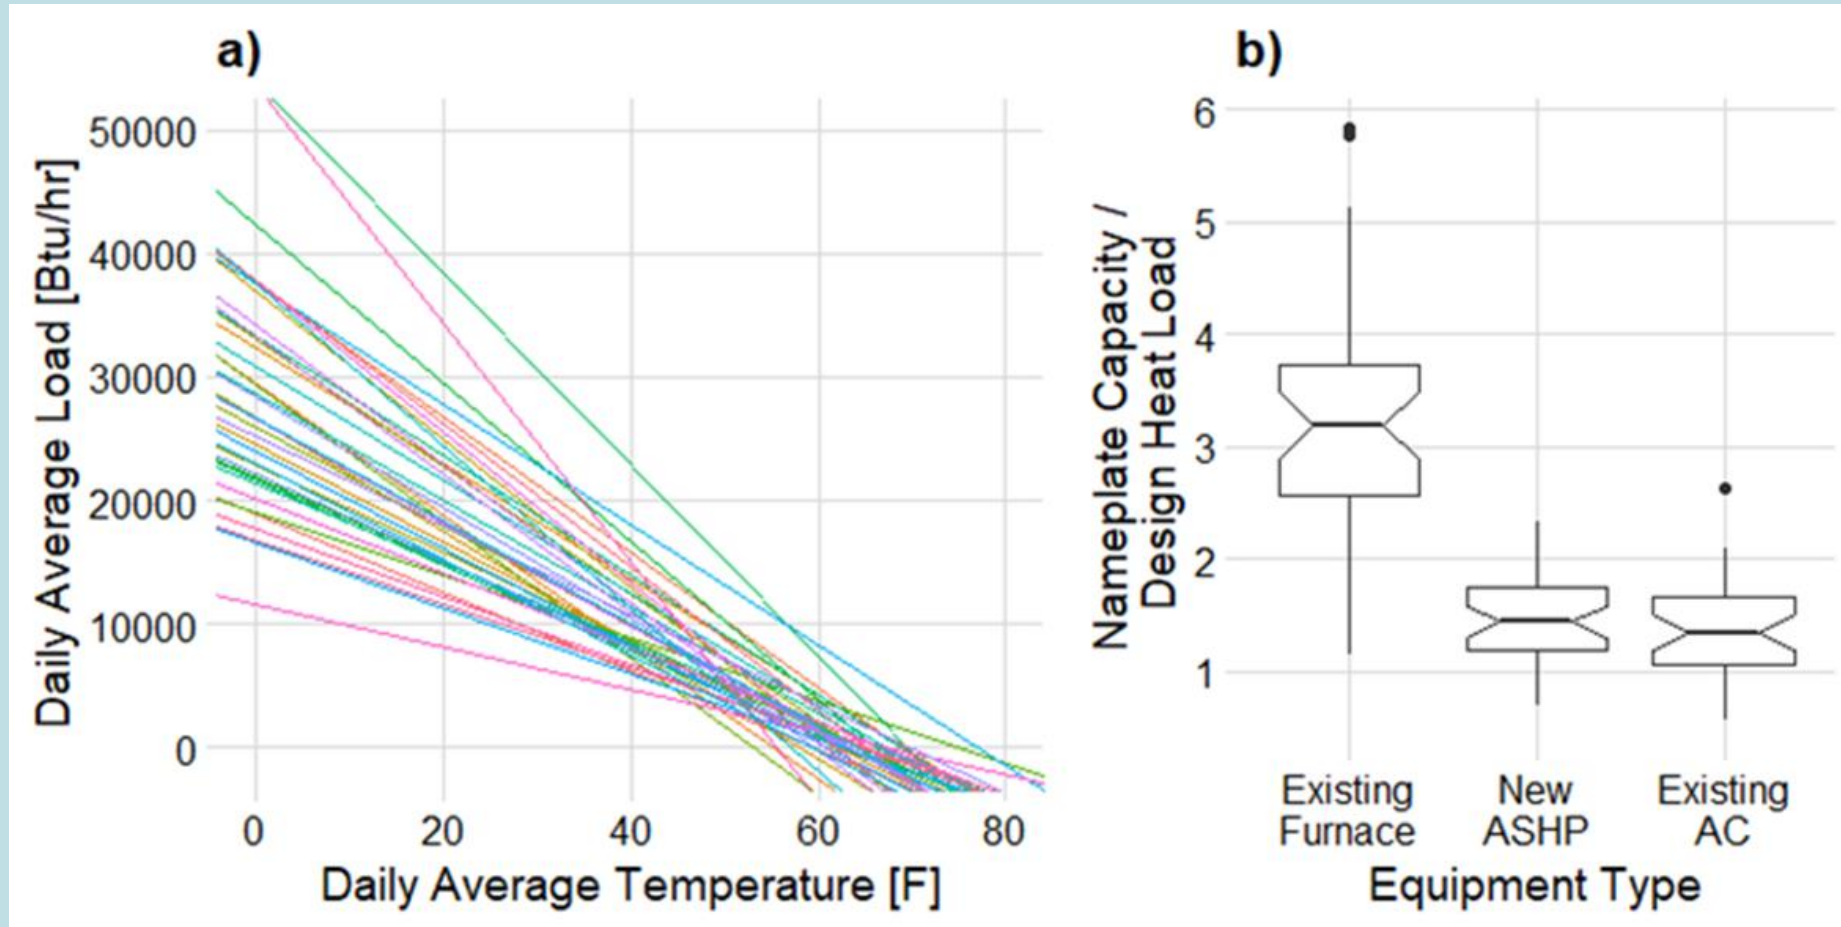 a)
50000
40000
30000
20000
10000
0
Daily Average Load [Btu/hr]
0 20 40 60 80
Daily Average Temperature [F]
b)
6
5
4
3
2
1
Nameplate Capacity /
Design Heat Load
Existing
Furnace
New
ASHP
Existing
AC
Equipment Type